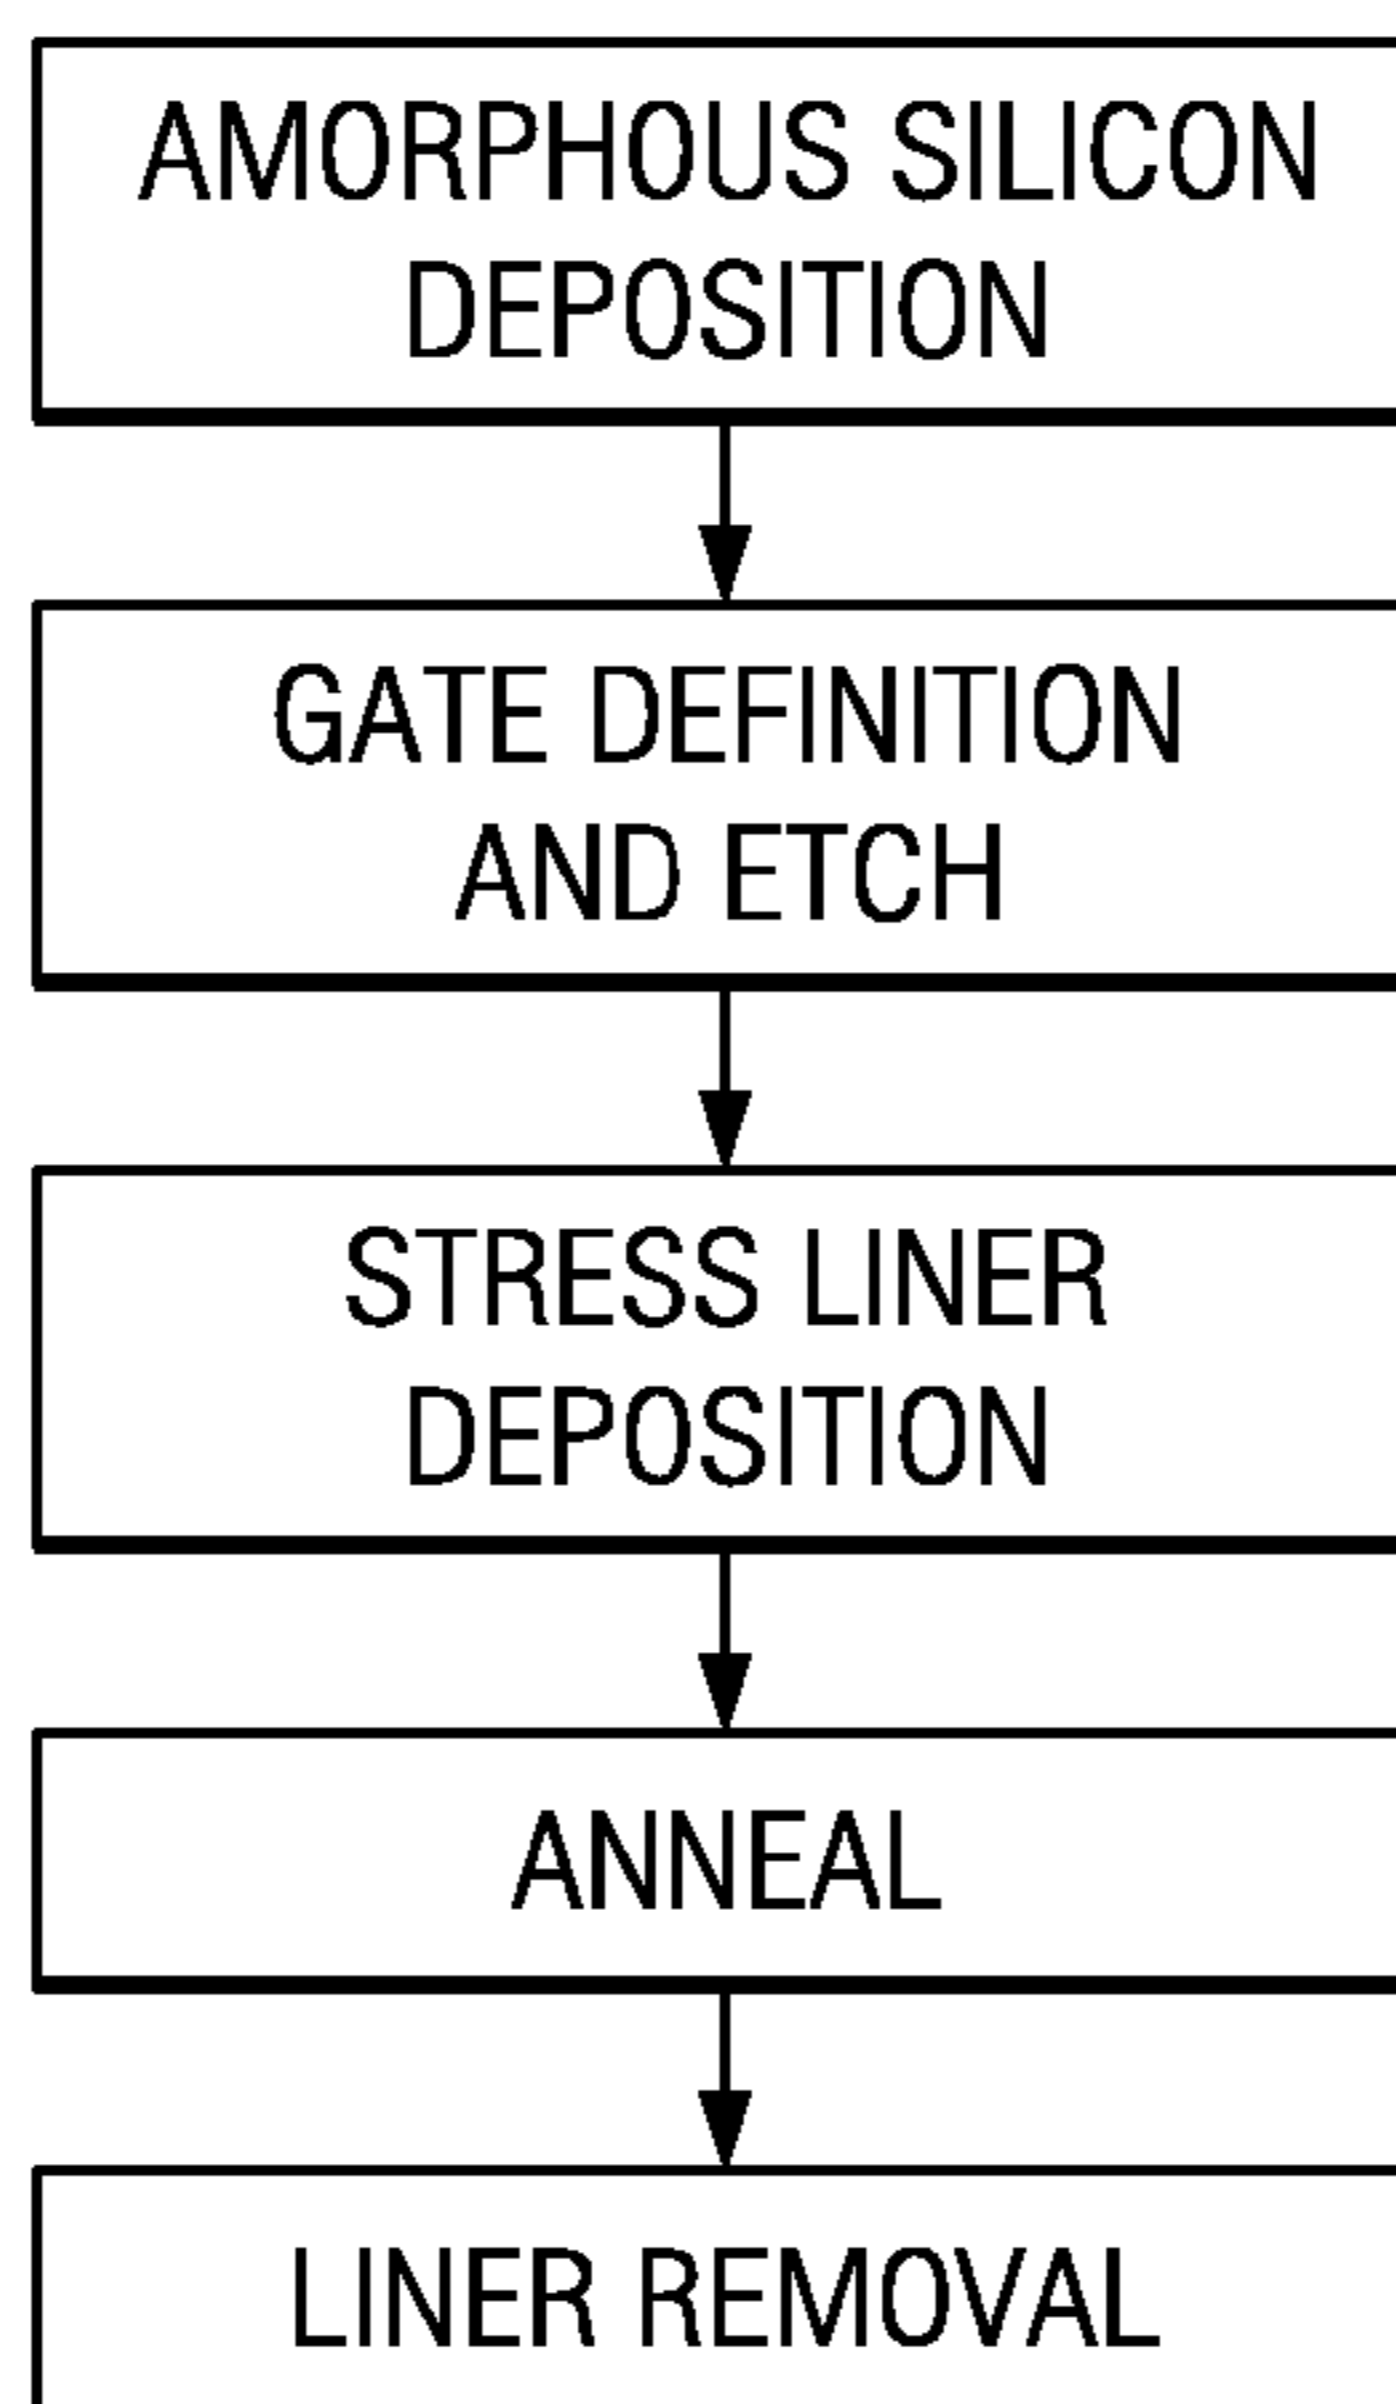 AMORPHOUS SILICON
DEPOSITION
GATE DEFINITION
AND ETCH
STRESS LINER
DEPOSITION
ANNEAL
LINER REMOVAL